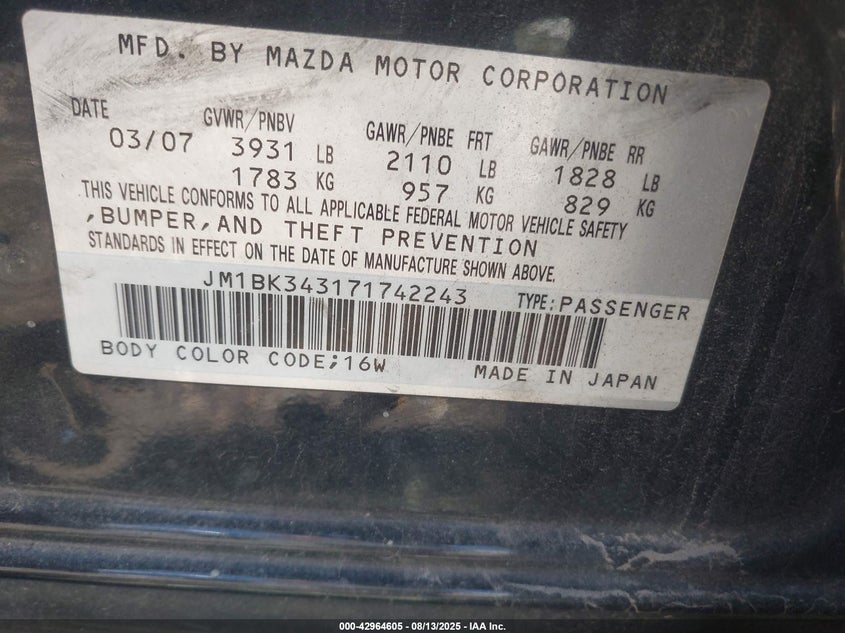 MFD. BY MAZDA MOTOR CORPORATION
DATE GVWR/PNBV GAWR/PNBE FRT GAWR/PNBE RR
03/07 3931 LB 2110 LB 1828 LB
1783 KG 957 KG 829 KG
THIS VEHICLE CONFORMS TO ALL APPLICABLE FEDERAL MOTOR VEHICLE SAFETY
,BUMPER,AND THEFT PREVENTION
STANDARDS IN EFFECT ON THE DATE OF MANUFACTURE SHOWN ABOVE.
JM1BK343171742243 TYPE:PASSENGER
BODY COLOR CODE;16W MADE IN JAPAN
000-42964605 - 08/13/2025 - IAA Inc.